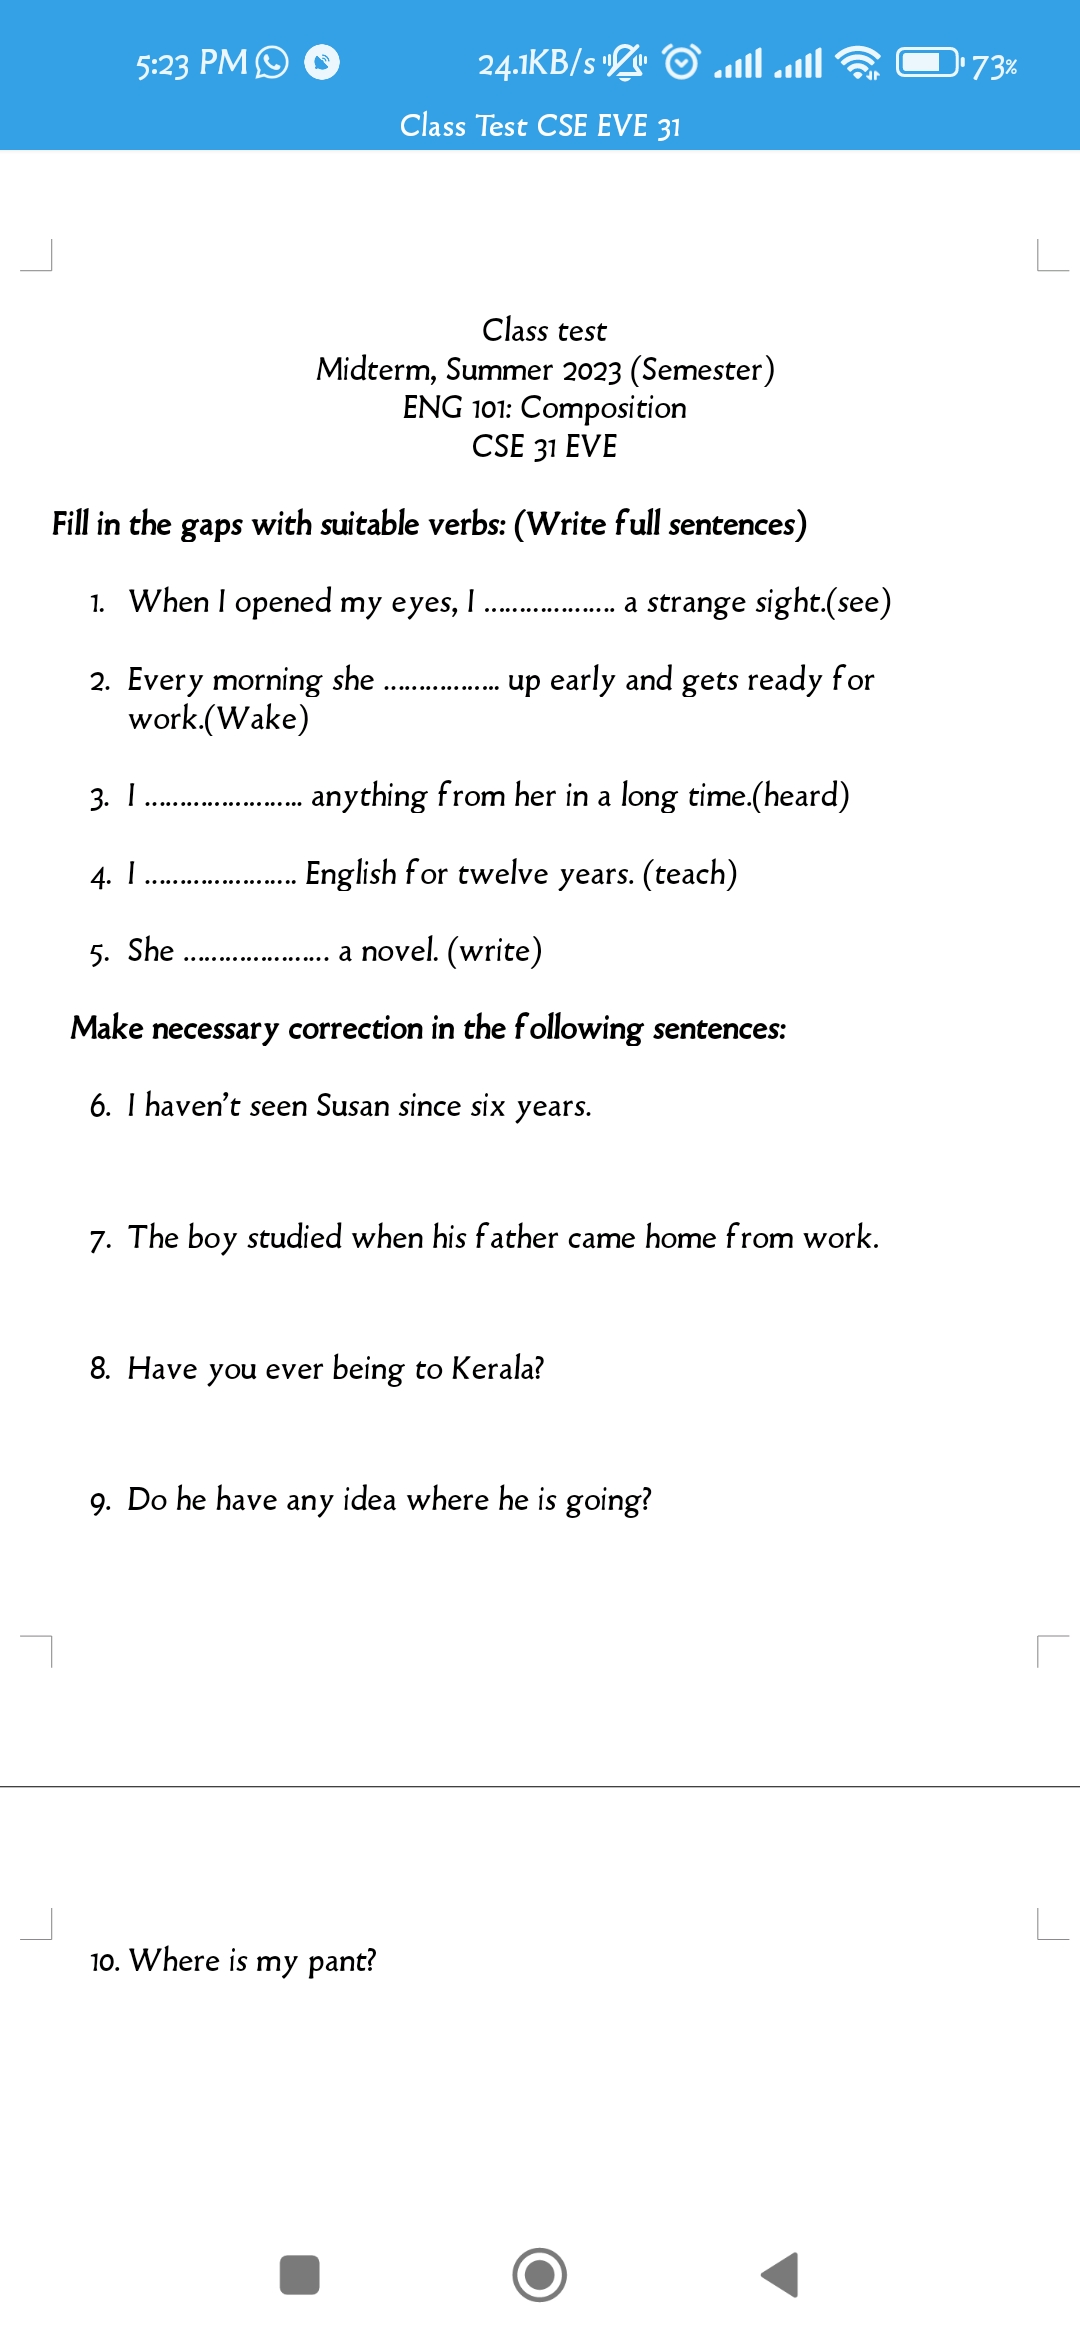 5:23 PM 24.1KB/s 73%
Class Test CSE EVE 31
Class test
Midterm, Summer 2023 (Semester)
ENG 101: Composition
CSE 31 EVE
Fill in the gaps with suitable verbs: (Write full sentences)
1. When I opened my eyes, I ................... a strange sight.(see)
2. Every morning she ................. up early and gets ready for
work.(Wake)
3. I ....................... anything from her in a long time.(heard)
4. I ...................... English for twelve years. (teach)
5. She ..................... a novel. (write)
Make necessary correction in the following sentences:
6. I haven't seen Susan since six years.
7. The boy studied when his father came home from work.
8. Have you ever being to Kerala?
9. Do he have any idea where he is going?
10. Where is my pant?